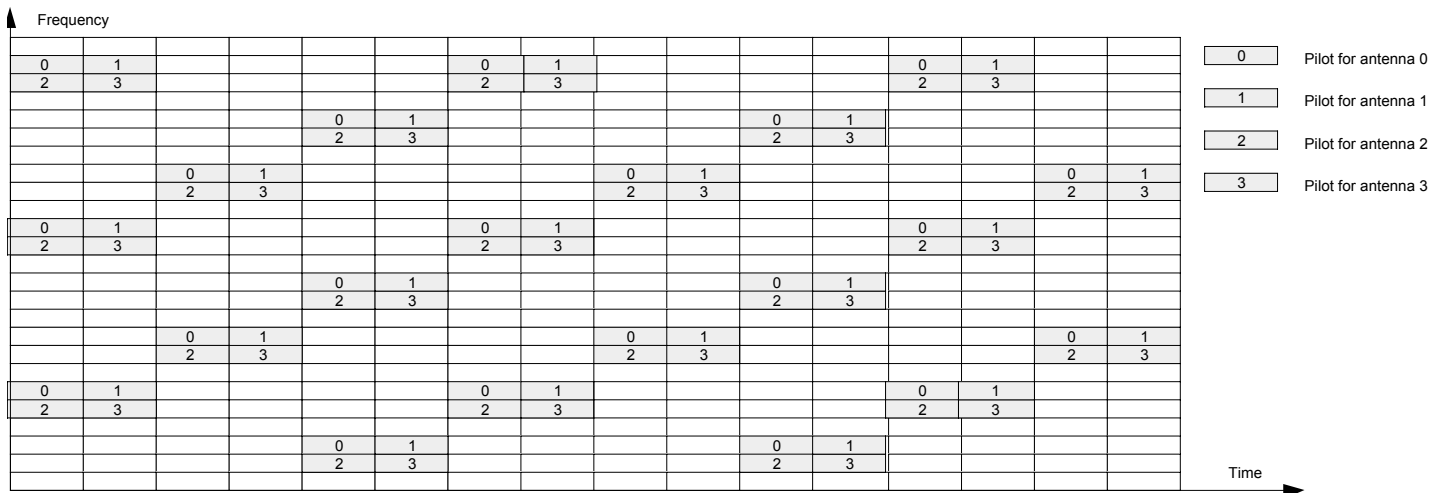 Frequency
0 1 0 1 0 1
2 3 2 3 2 3
0 1 0 1
2 3 2 3
0 1 0 1 0 1
2 3 2 3 2 3
0 1 0 1 0 1
2 3 2 3 2 3
0 1 0 1
2 3 2 3
0 1 0 1 0 1
2 3 2 3 2 3
0 1 0 1 0 1
2 3 2 3 2 3
0 1 0 1
2 3 2 3
Time
0 Pilot for antenna 0
1 Pilot for antenna 1
2 Pilot for antenna 2
3 Pilot for antenna 3